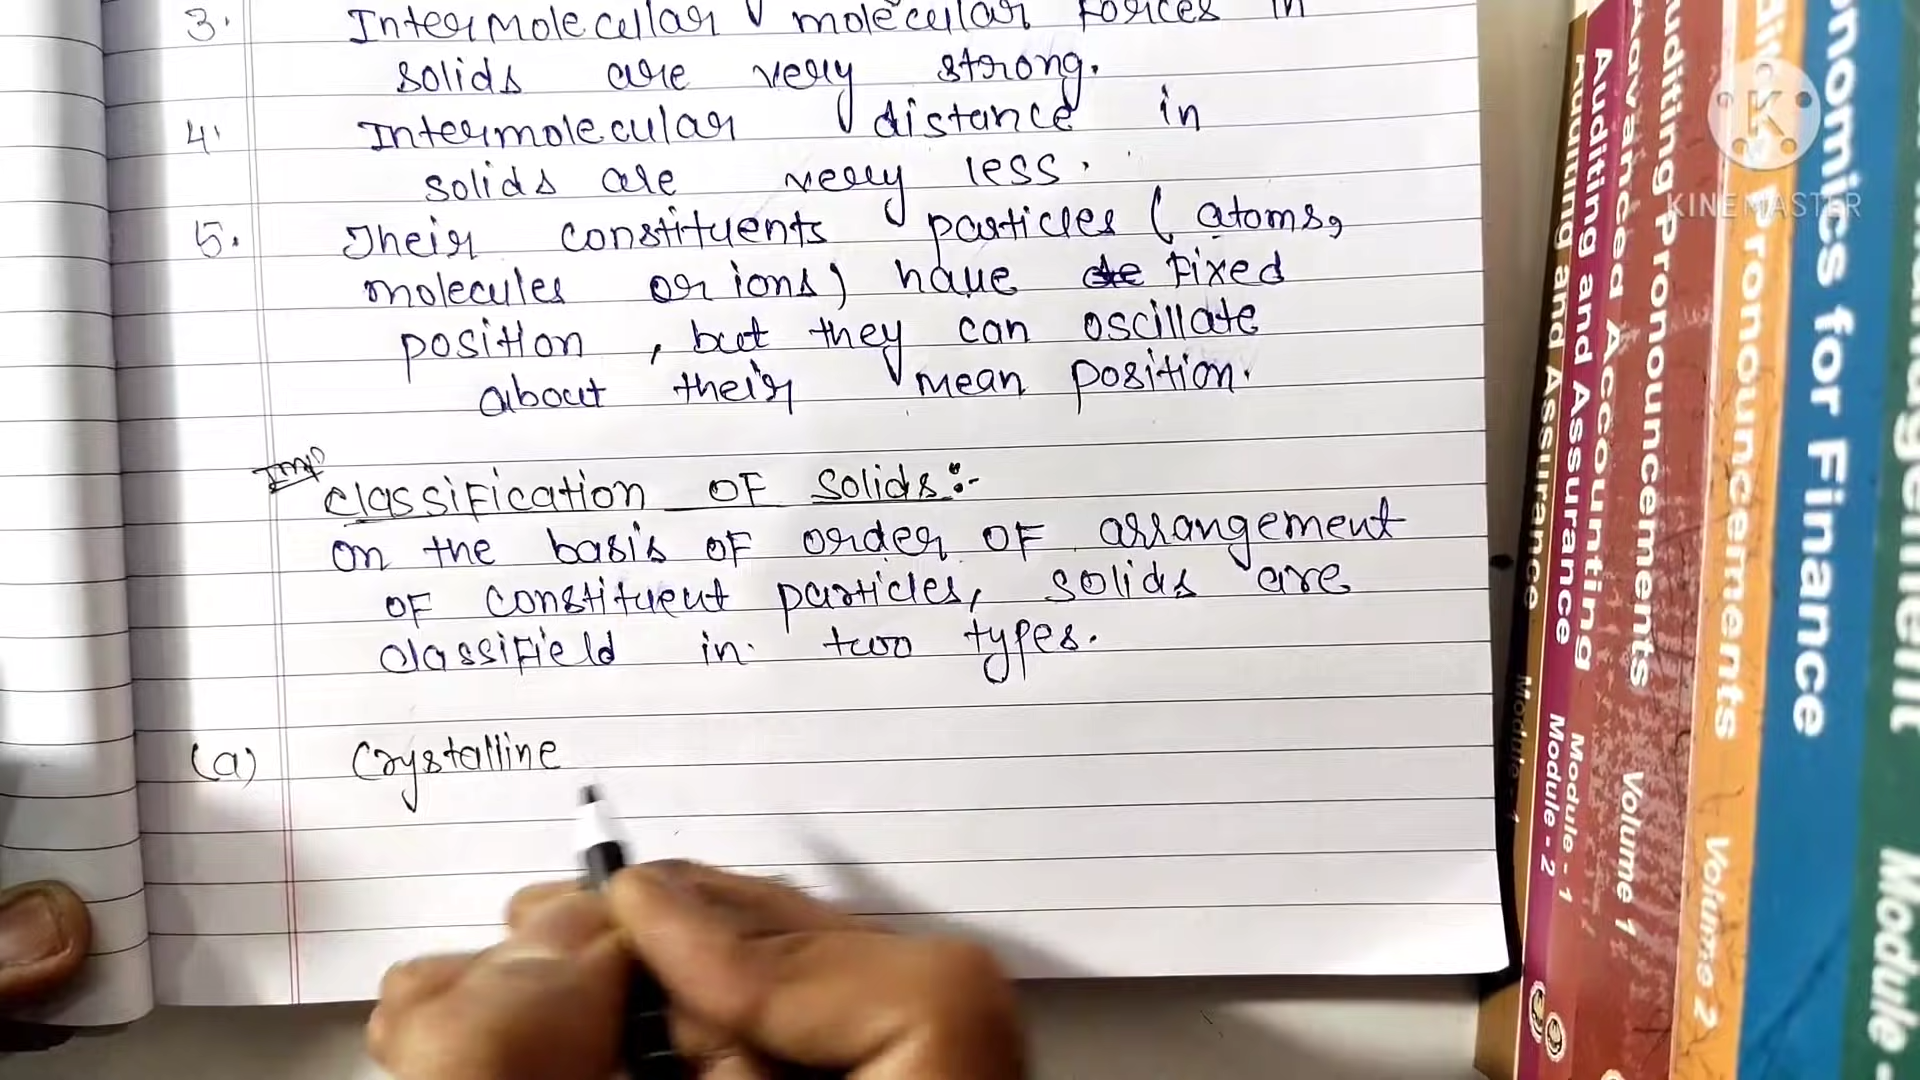 3. Intermolecular molecular Forces in
solids are very strong.
4. Intermolecular distance in
solids are very less.
5. Their constituents particles ( atoms,
molecules or ions) have Fixed
position, but they can oscillate
about their mean position.
Imp
classification OF solids:-
on the basis OF order OF arrangement
OF constituent particles, solids are
classifield in two types.
(a) Crystalline
KINEMASTER
Auditing and Assurance Module - 1
Auditing and Assurance Module - 2
Advanced Accounting Module - 1
Auditing Pronouncements Volume 1
Pronouncements Volume 2
nomics for Finance
Module -